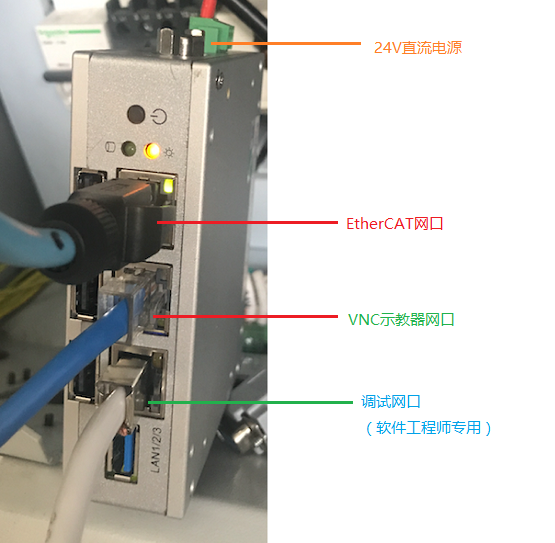 24V直流电源
EtherCAT网口
VNC示教器网口
调试网口
（软件工程师专用）
LAN1/2/3